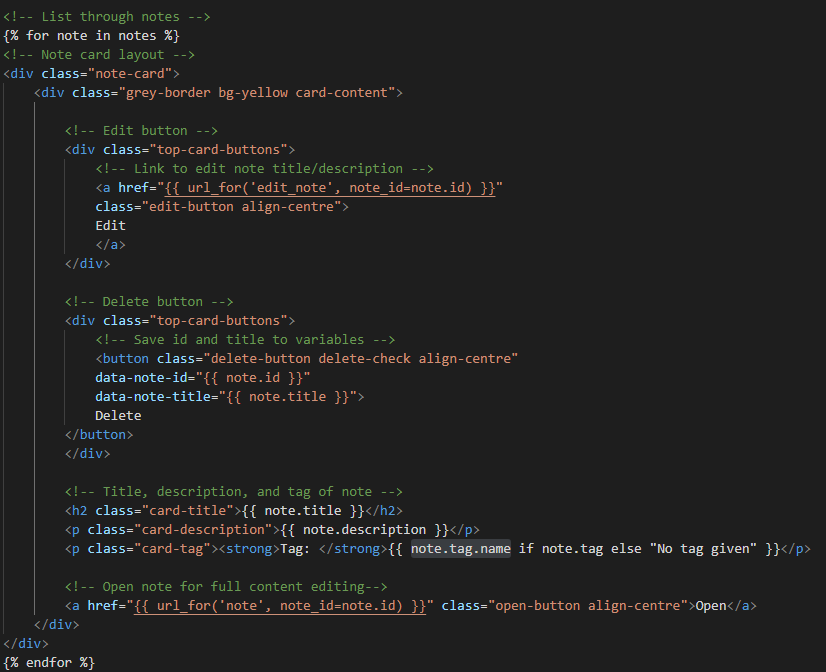 <!-- List through notes -->
{% for note in notes %}
<!-- Note card layout -->
<div class="note-card">
    <div class="grey-border bg-yellow card-content">

        <!-- Edit button -->
        <div class="top-card-buttons">
            <!-- Link to edit note title/description -->
            <a href="{{ url_for('edit_note', note_id=note.id) }}"
            class="edit-button align-centre">
            Edit
            </a>
        </div>

        <!-- Delete button -->
        <div class="top-card-buttons">
            <!-- Save id and title to variables -->
            <button class="delete-button delete-check align-centre"
            data-note-id="{{ note.id }}"
            data-note-title="{{ note.title }}">
            Delete
        </button>
        </div>

        <!-- Title, description, and tag of note -->
        <h2 class="card-title">{{ note.title }}</h2>
        <p class="card-description">{{ note.description }}</p>
        <p class="card-tag"><strong>Tag: </strong>{{ note.tag.name if note.tag else "No tag given" }}</p>

        <!-- Open note for full content editing-->
        <a href="{{ url_for('note', note_id=note.id) }}" class="open-button align-centre">Open</a>
    </div>
</div>
{% endfor %}